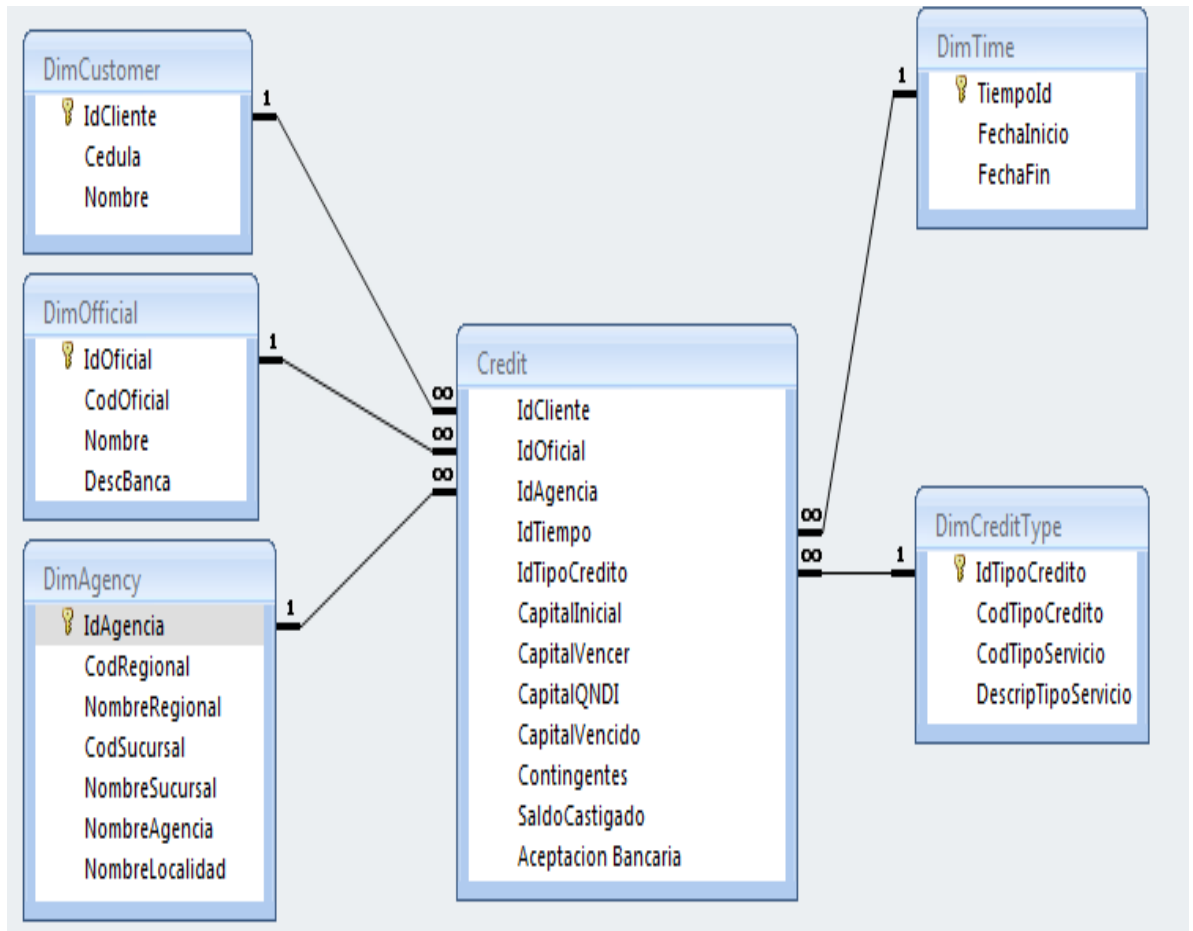 DimCustomer
IdCliente
Cedula
Nombre
1
DimOfficial
IdOficial
CodOficial
Nombre
DescBanca
1
DimAgency
IdAgencia
CodRegional
NombreRegional
CodSucursal
NombreSucursal
NombreAgencia
NombreLocalidad
1
∞
∞
∞
Credit
IdCliente
IdOficial
IdAgencia
IdTiempo
IdTipoCredito
CapitalInicial
CapitalVencer
CapitalQNDI
CapitalVencido
Contingentes
SaldoCastigado
Aceptacion Bancaria
∞
∞
1
DimTime
TiempoId
FechaInicio
FechaFin
1
DimCreditType
IdTipoCredito
CodTipoCredito
CodTipoServicio
DescripTipoServicio